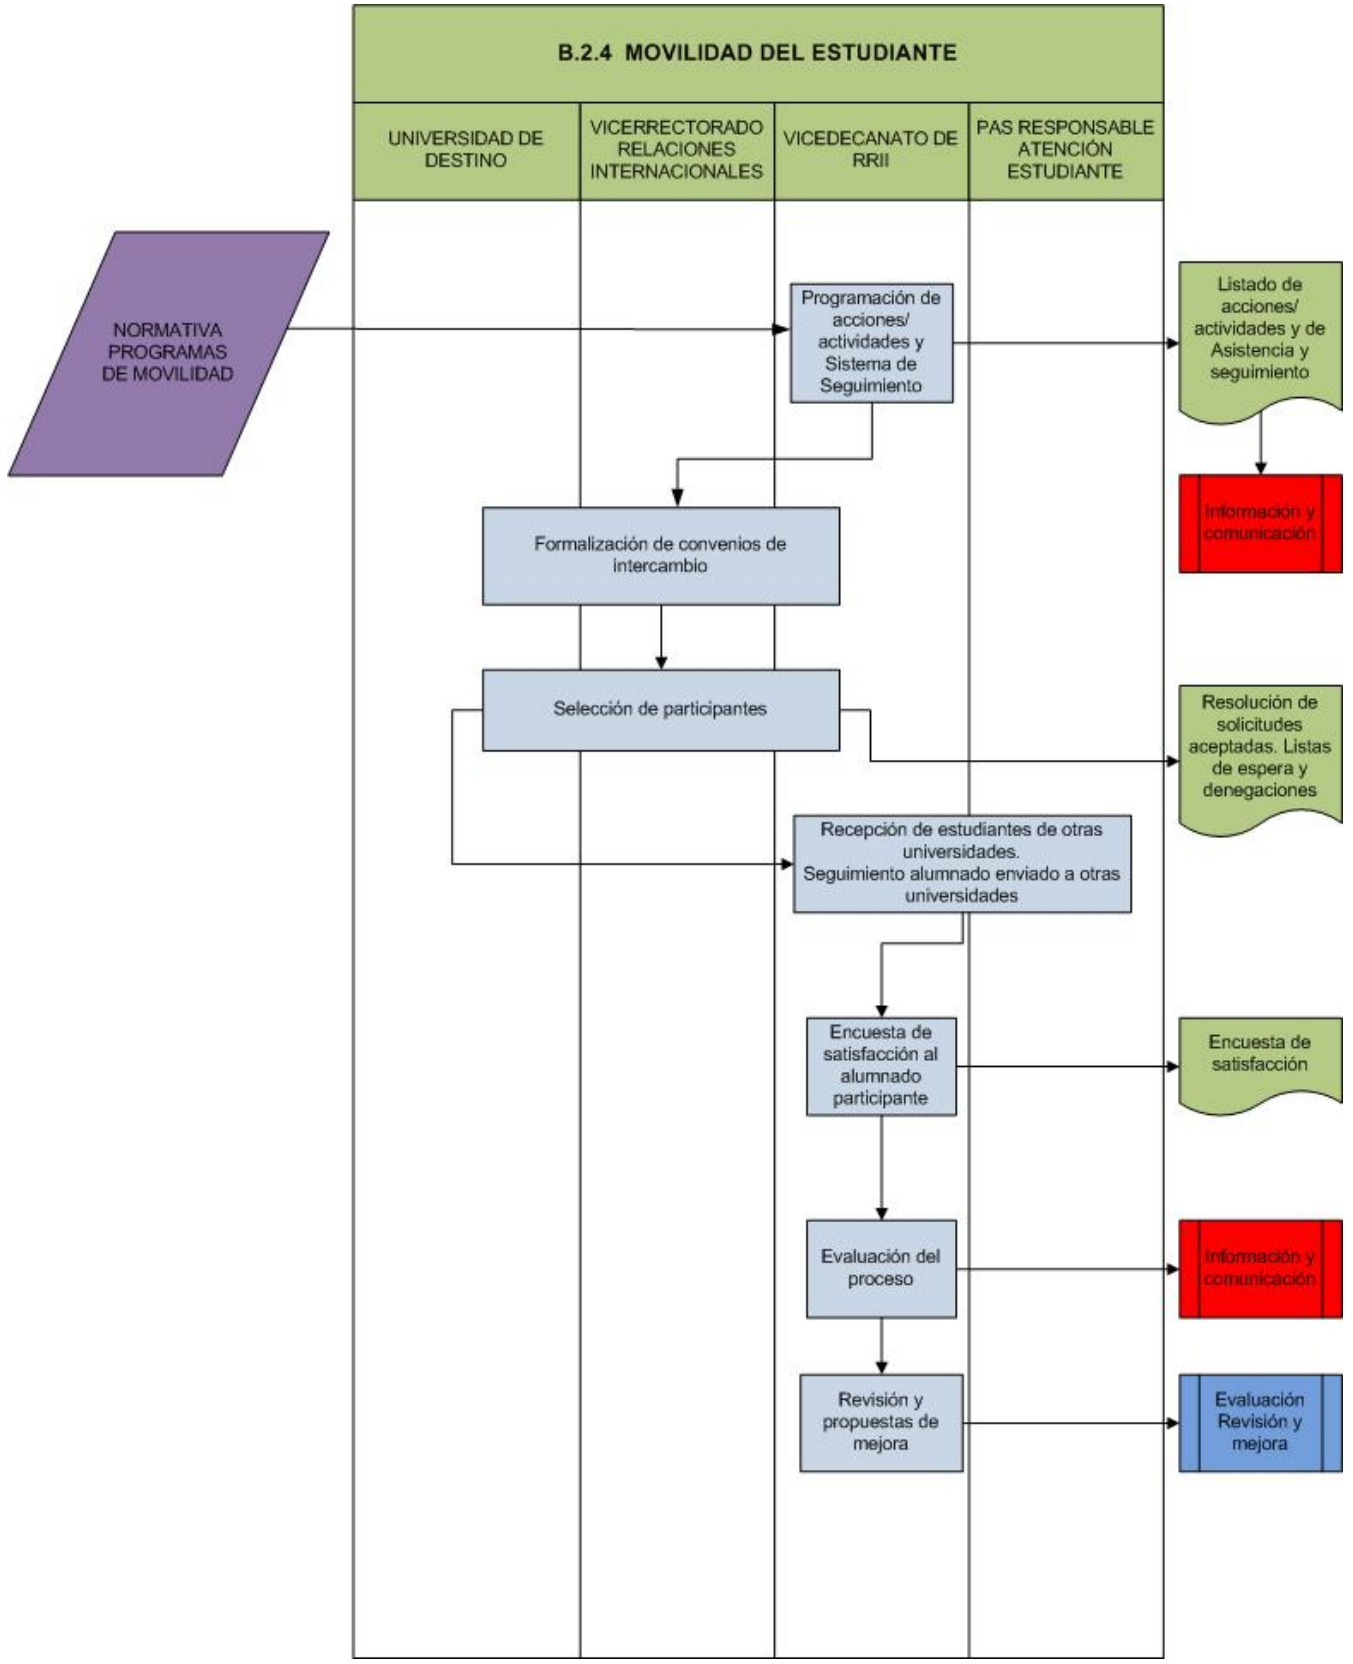 B.2.4 MOVILIDAD DEL ESTUDIANTE
UNIVERSIDAD DE
DESTINO
VICERRECTORADO
RELACIONES
INTERNACIONALES
VICEDECANATO DE
RRII
PAS RESPONSABLE
ATENCIÓN
ESTUDIANTE
NORMATIVA
PROGRAMAS
DE MOVILIDAD
Programación de
acciones/
actividades y
Sistema de
Seguimiento
Listado de
acciones/
actividades y de
Asistencia y
seguimiento
Información y
comunicación
Formalización de convenios de
intercambio
Selección de participantes
Resolución de
solicitudes
aceptadas. Listas
de espera y
denegaciones
Recepción de estudiantes de otras
universidades.
Seguimiento alumnado enviado a otras
universidades
Encuesta de
satisfacción al
alumnado
participante
Encuesta de
satisfacción
Evaluación del
proceso
Información y
comunicación
Revisión y
propuestas de
mejora
Evaluación
Revisión y
mejora